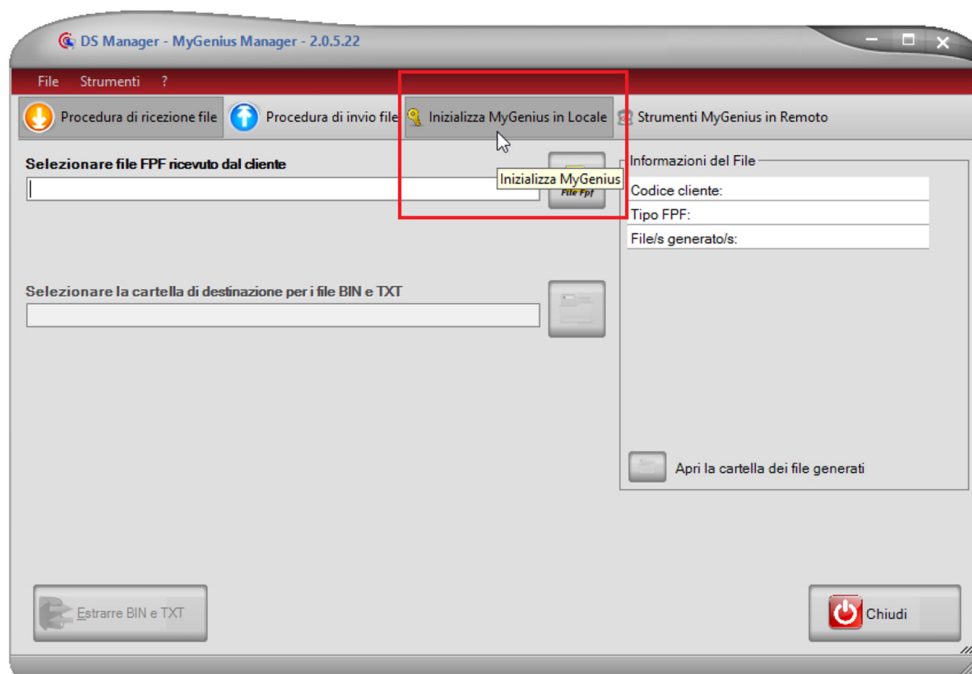 DS Manager - MyGenius Manager - 2.0.5.22
File Strumenti ?
Procedura di ricezione file Procedura di invio file Inizializza MyGenius in Locale Strumenti MyGenius in Remoto
Selezionare file FPF ricevuto dal cliente
File Fpf
Inizializza MyGenius
Informazioni del File
Codice cliente:
Tipo FPF:
File/s generato/s:
Selezionare la cartella di destinazione per i file BIN e TXT
Apri la cartella dei file generati
Estrarre BIN e TXT
Chiudi